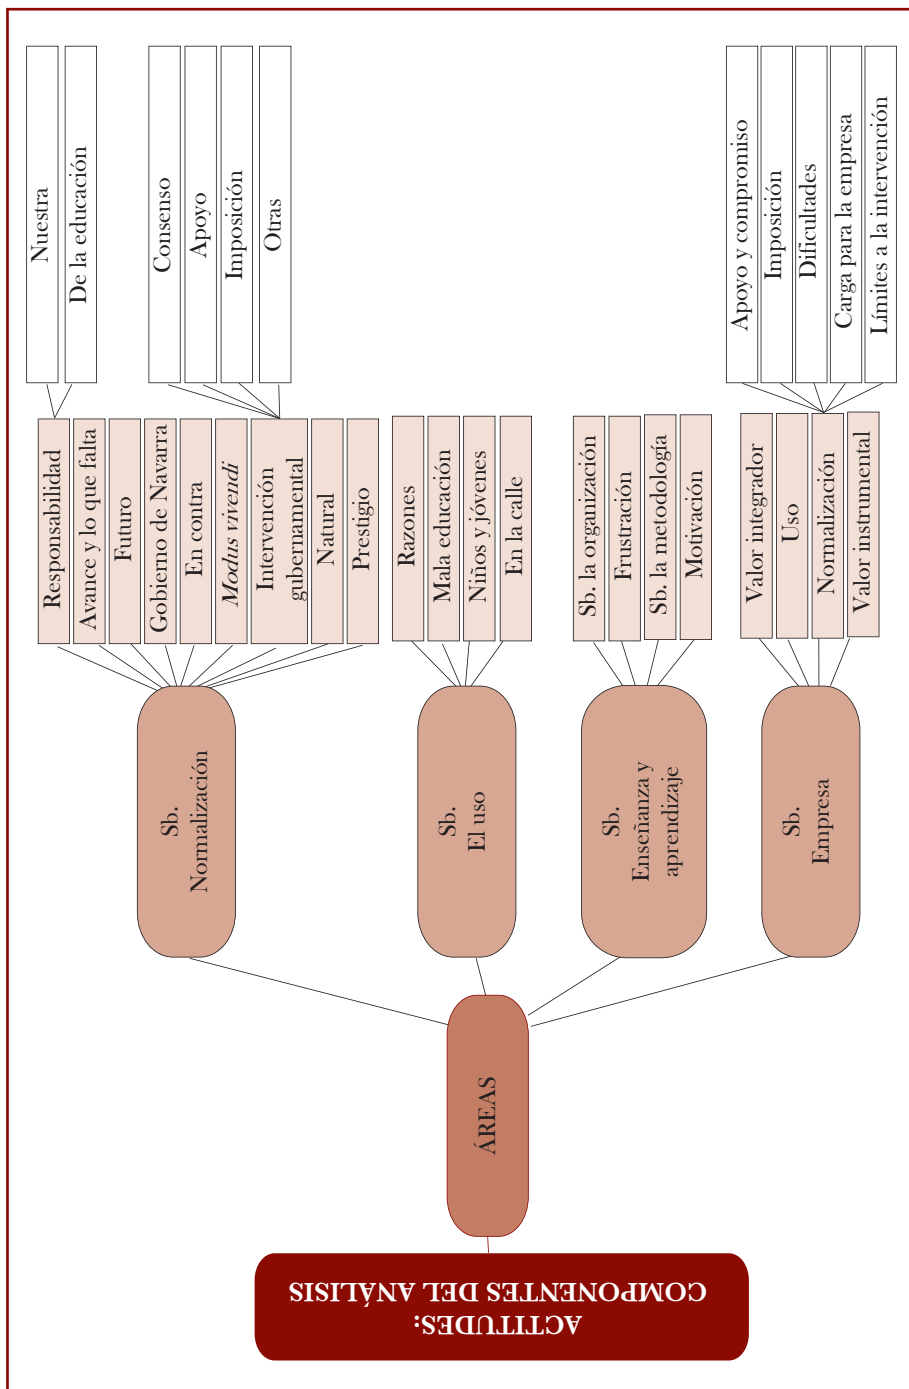 ACTITUDES:
COMPONENTES DEL ANÁLISIS
ÁREAS
Sb.
Normalización
Responsabilidad
Nuestra
De la educación
Avance y lo que falta
Futuro
Gobierno de Navarra
En contra
Modus vivendi
Intervención
gubernamental
Consenso
Apoyo
Imposición
Otras
Natural
Prestigio
Sb.
El uso
Razones
Mala educación
Niños y jóvenes
En la calle
Sb.
Enseñanza y
aprendizaje
Sb. la organización
Frustración
Sb. la metodología
Motivación
Sb.
Empresa
Valor integrador
Uso
Normalización
Apoyo y compromiso
Imposición
Dificultades
Carga para la empresa
Límites a la intervención
Valor instrumental